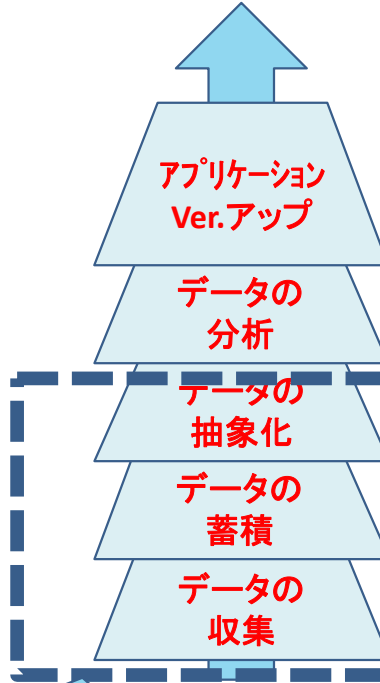 アプリケーション
Ver.アップ
データの
分析
データの
抽象化
データの
蓄積
データの
収集